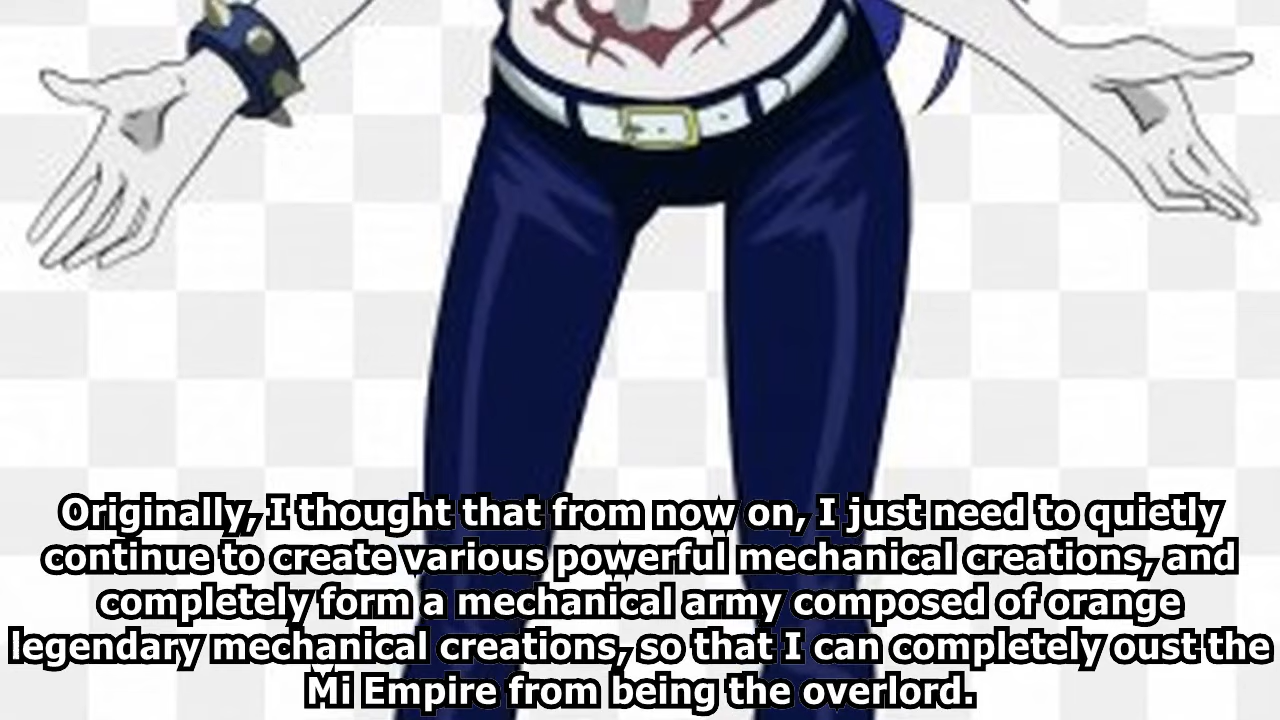 Originally, I thought that from now on, I just need to quietly
continue to create various powerful mechanical creations, and
completely form a mechanical army composed of orange
legendary mechanical creations, so that I can completely oust the
Mi Empire from being the overlord.